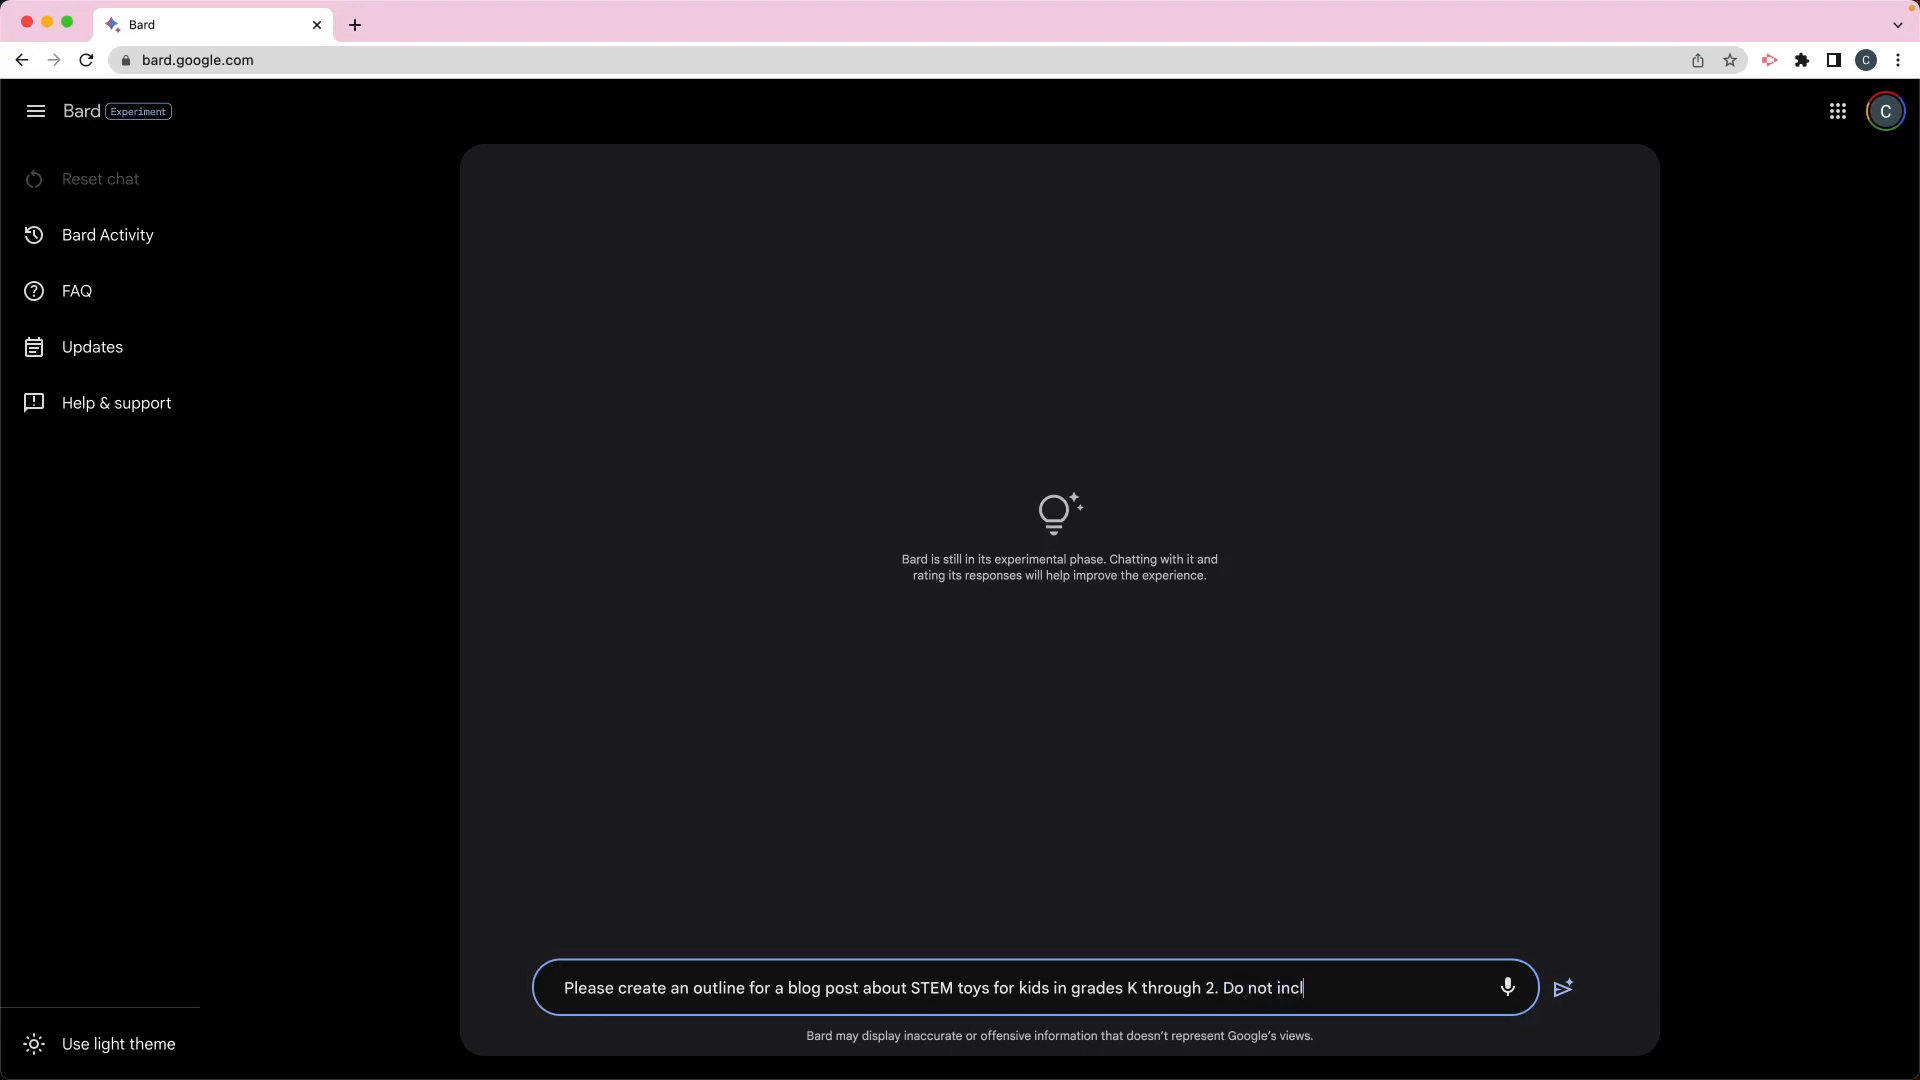 Bard
bard.google.com
C
Bard Experiment
C
Reset chat
Bard Activity
FAQ
Updates
Help & support
Bard is still in its experimental phase. Chatting with it and
rating its responses will help improve the experience.
Please create an outline for a blog post about STEM toys for kids in grades K through 2. Do not incl
Bard may display inaccurate or offensive information that doesn't represent Google's views.
Use light theme